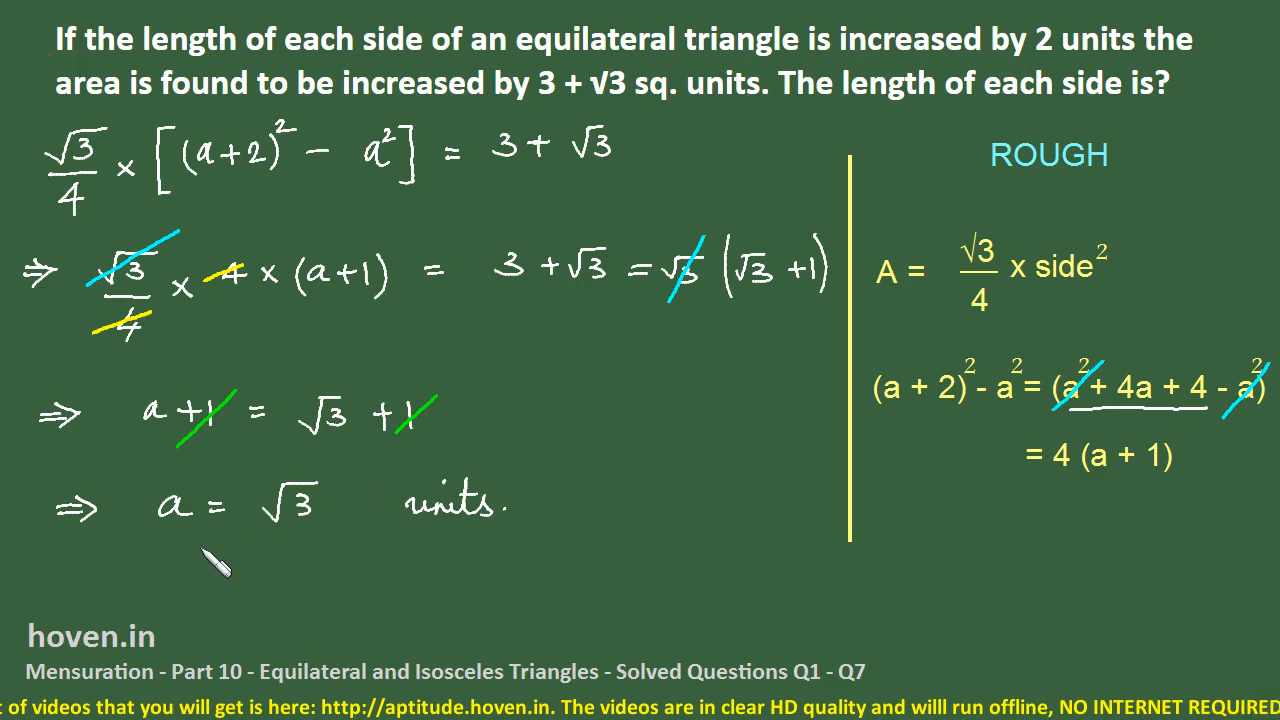 If the length of each side of an equilateral triangle is increased by 2 units the
area is found to be increased by 3 + √3 sq. units. The length of each side is?
√3/4 × [(a+2)² − a²] = 3 + √3
⇒ √3/4 × 4 × (a+1) = 3 + √3 = √3 (√3 + 1)
⇒ a + 1 = √3 + 1
⇒ a = √3 units.
ROUGH
A = √3/4 x side²
(a + 2)² - a² = (a² + 4a + 4 - a²)
= 4 (a + 1)
hoven.in
Mensuration - Part 10 - Equilateral and Isosceles Triangles - Solved Questions Q1 - Q7
t of videos that you will get is here: http://aptitude.hoven.in. The videos are in clear HD quality and willl run offline, NO INTERNET REQUIRED